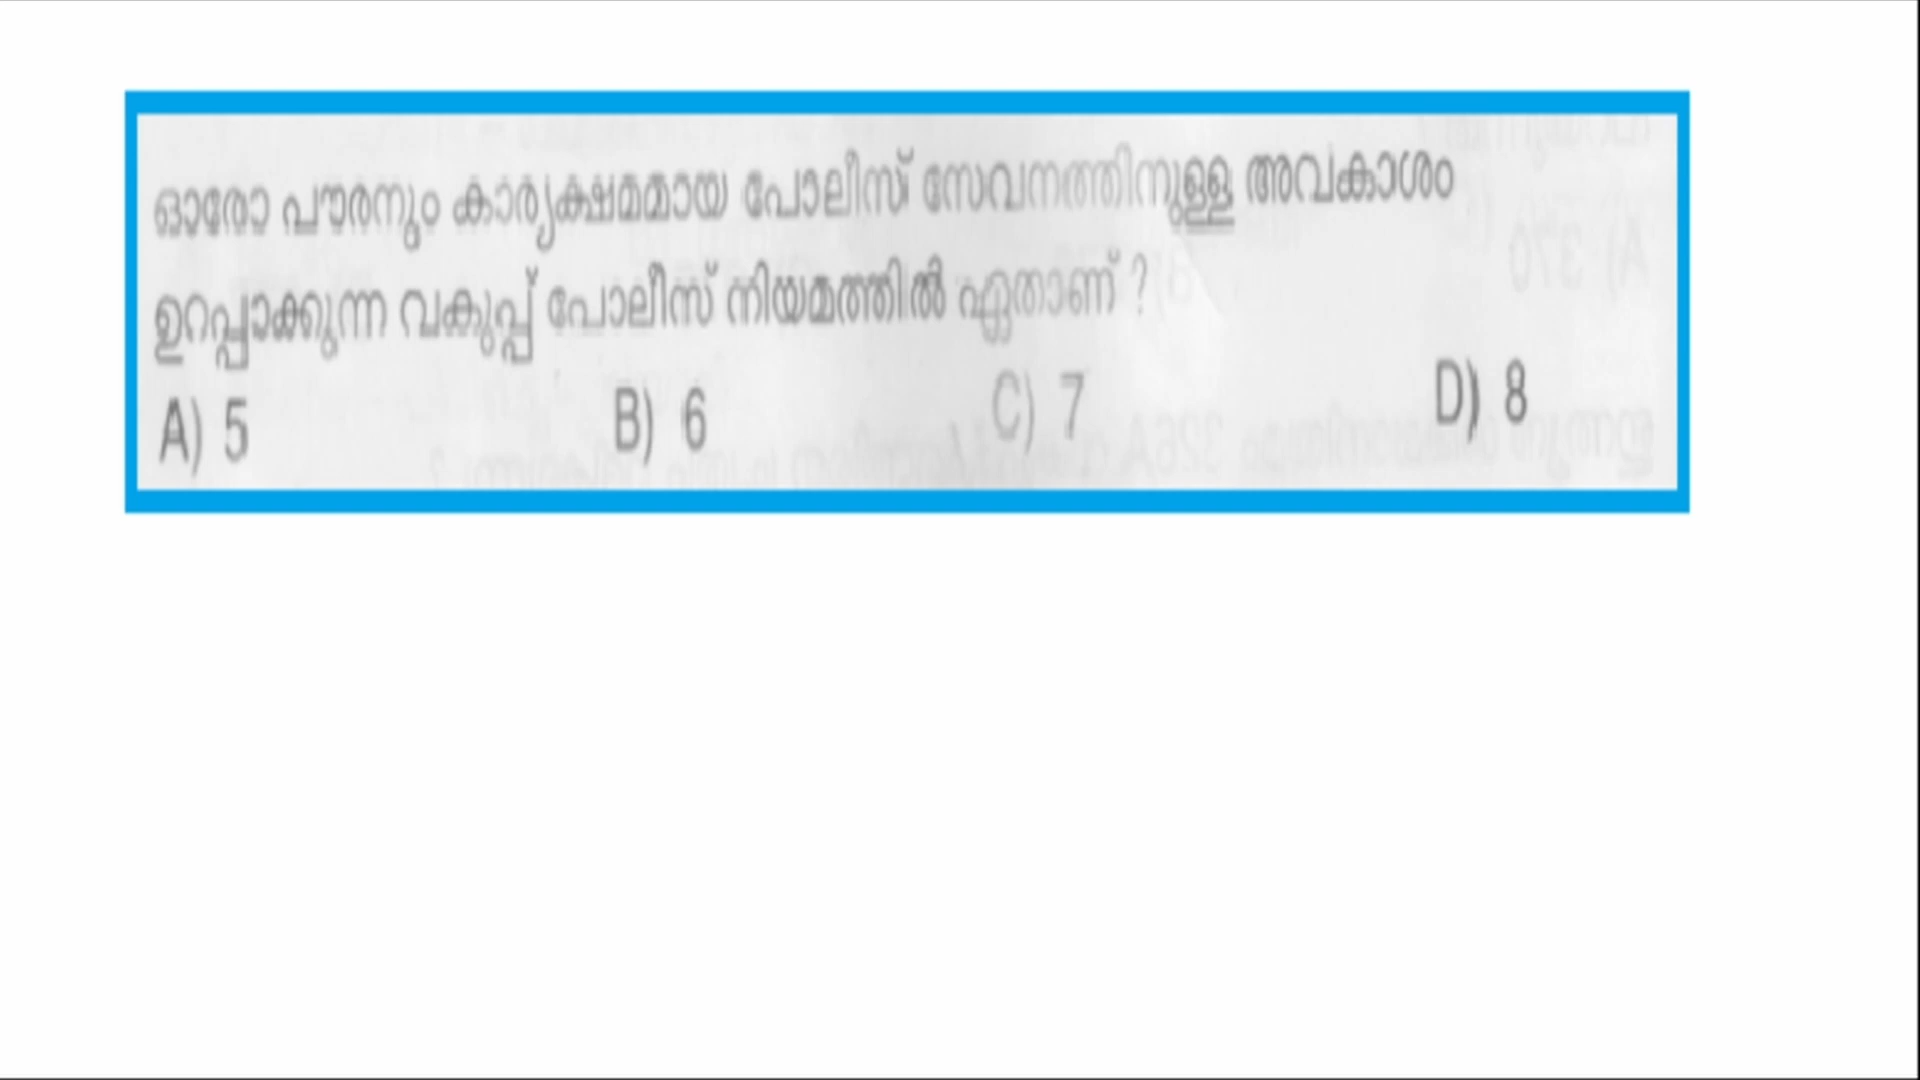 ഓരോ പൗരനും കാര്യക്ഷമമായ പോലീസ് സേവനത്തിനുള്ള അവകാശം
ഉറപ്പാക്കുന്ന വകുപ്പ് പോലീസ് നിയമത്തിൽ ഏതാണ് ?
A) 5 B) 6 C) 7 D) 8